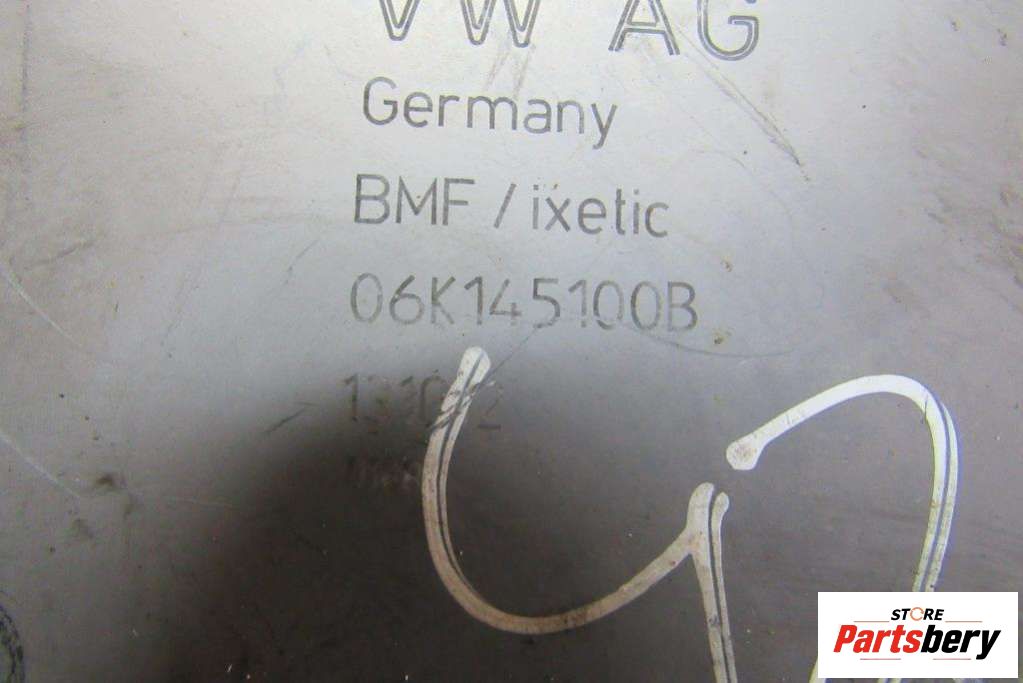 VW AG
Germany
BMF / ixetic
06K145100B
STORE
Partsbery